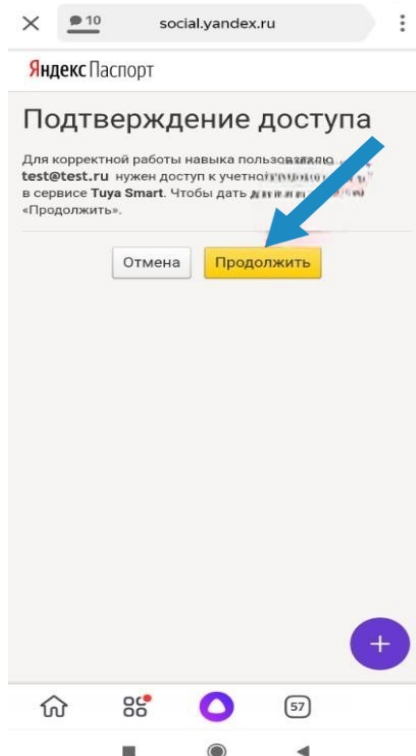 10 social.yandex.ru
Яндекс Паспорт
Подтверждение доступа
Для корректной работы навыка
test@test.ru нужен доступ к
в сервисе Tuya Smart. Чтобы дать
«Продолжить».
Отмена Продолжить
57